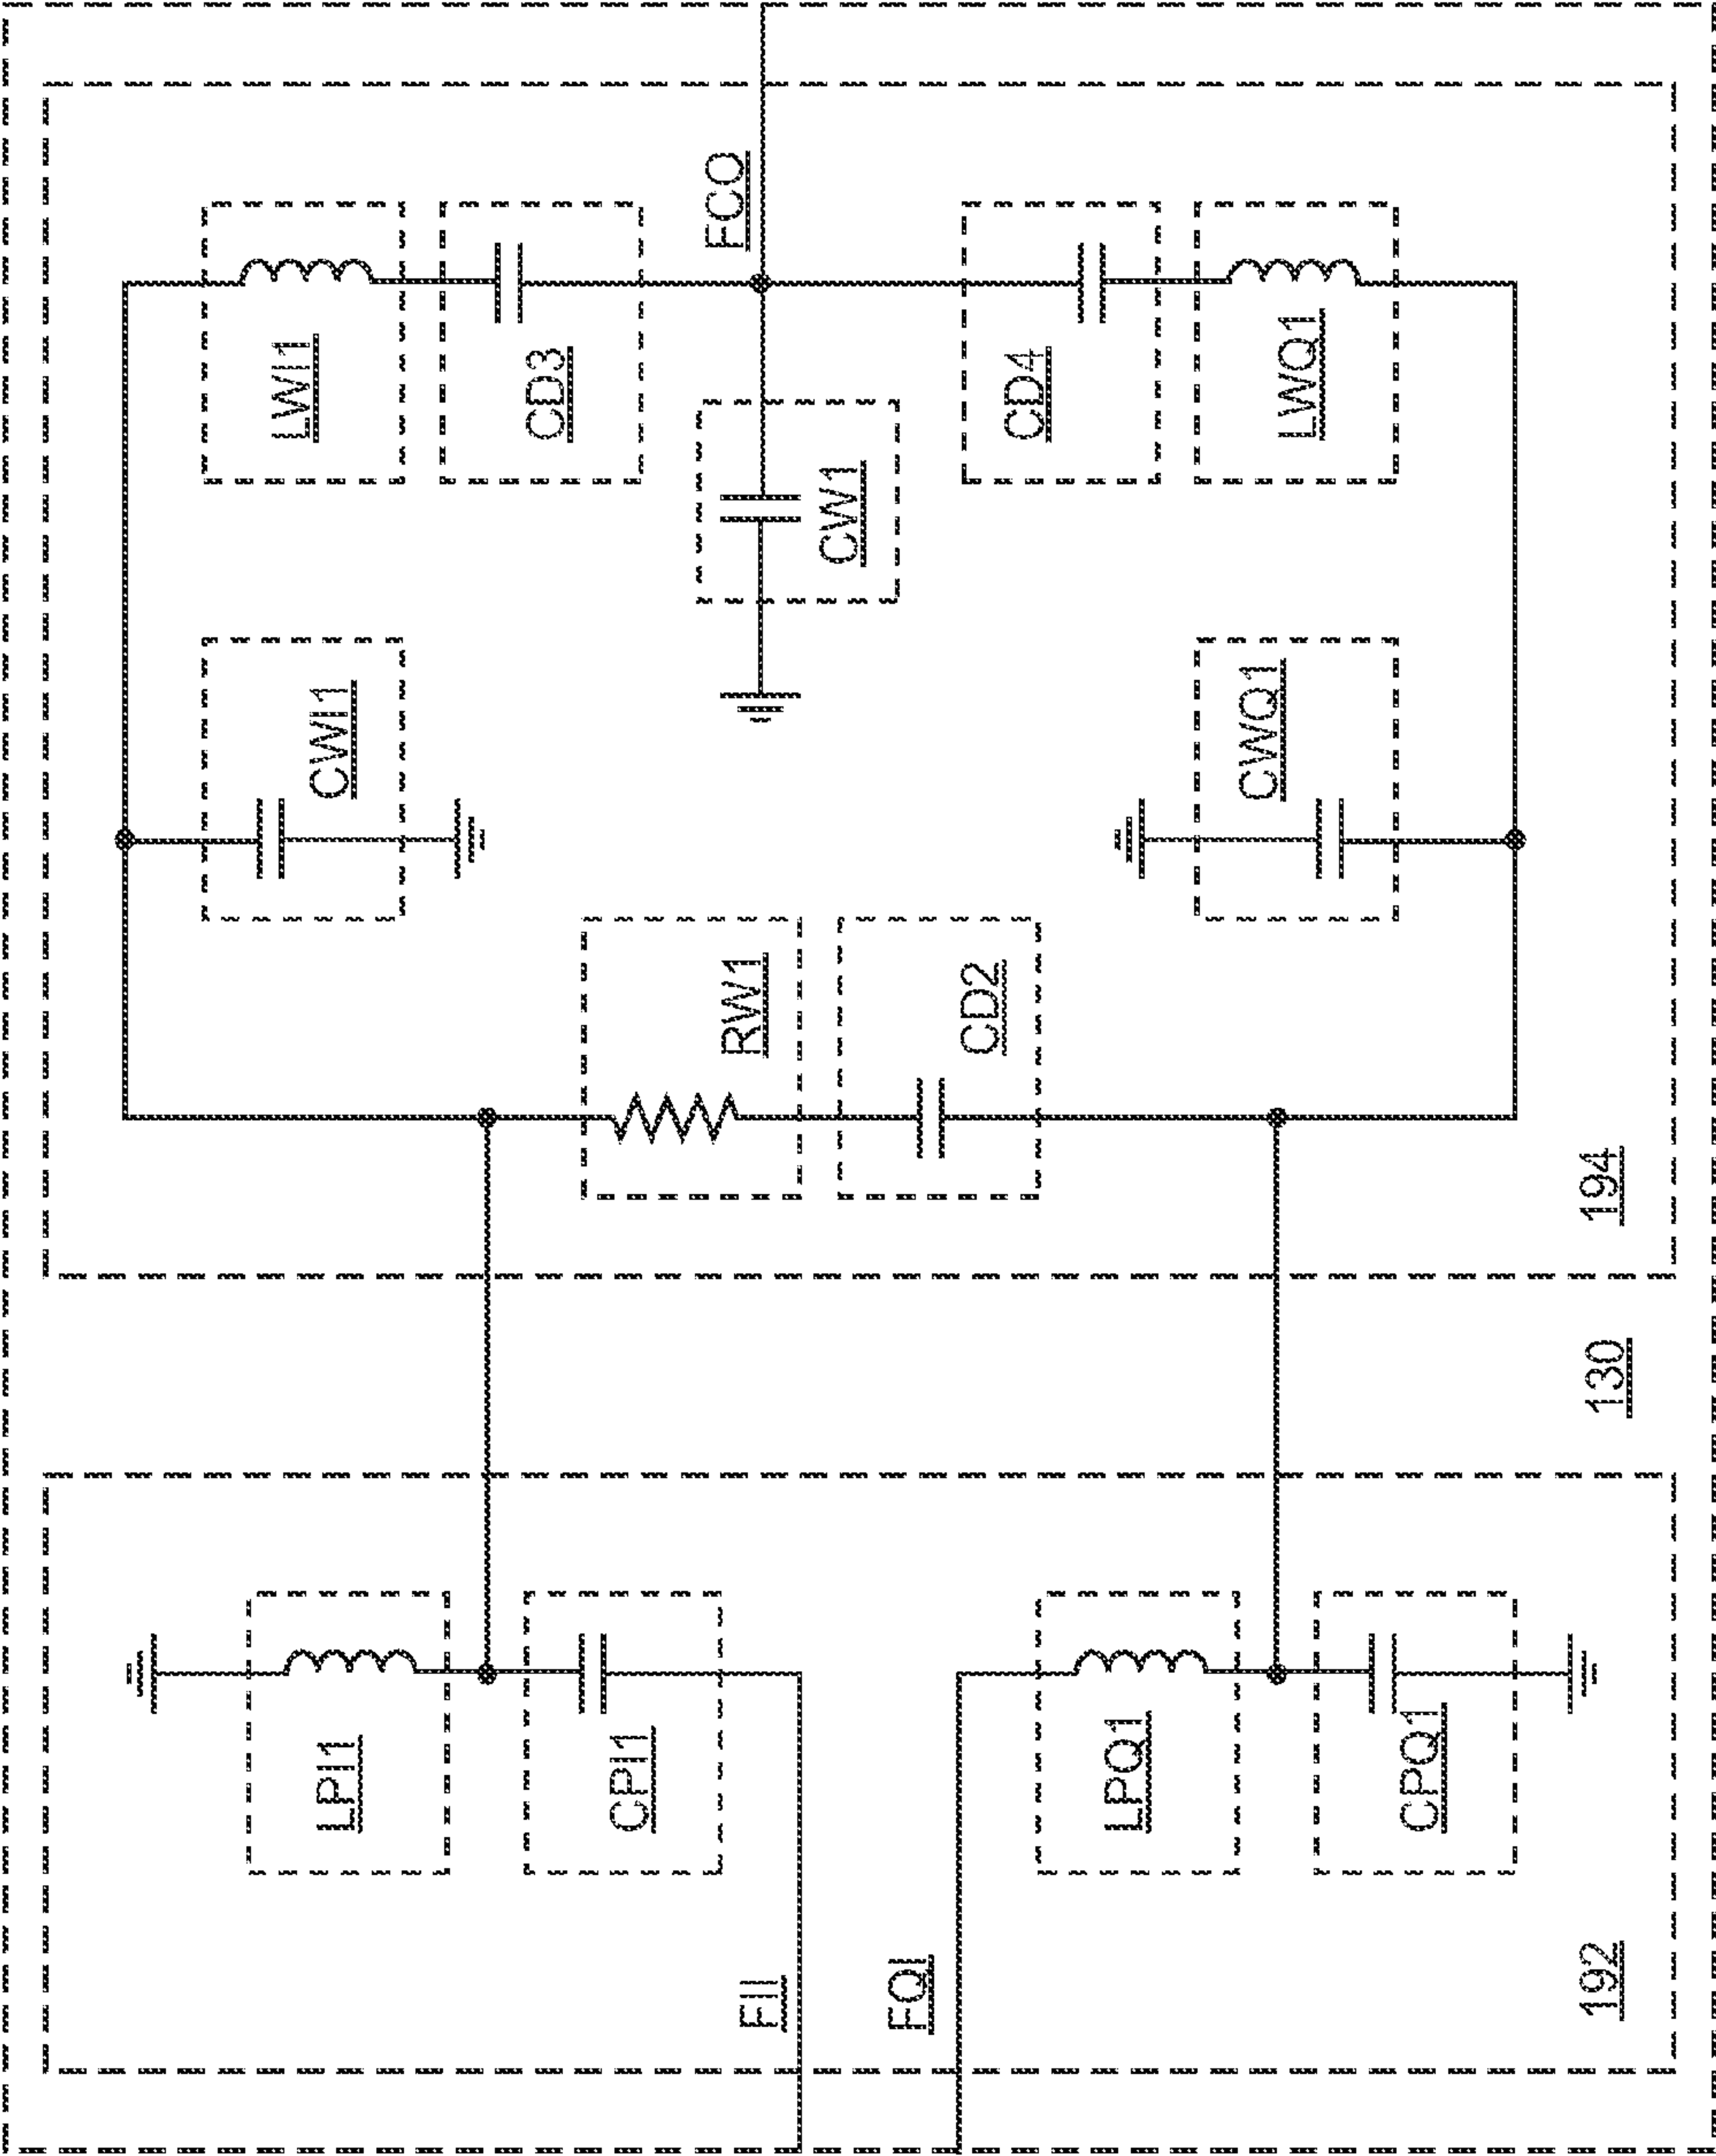 LPI1
CWI1
LWI1
CD3
CPI1
FII
RW1
FCO
CW1
FQI
CD2
CD4
LPQ1
CWQ1
LWQ1
CPQ1
192
130
194